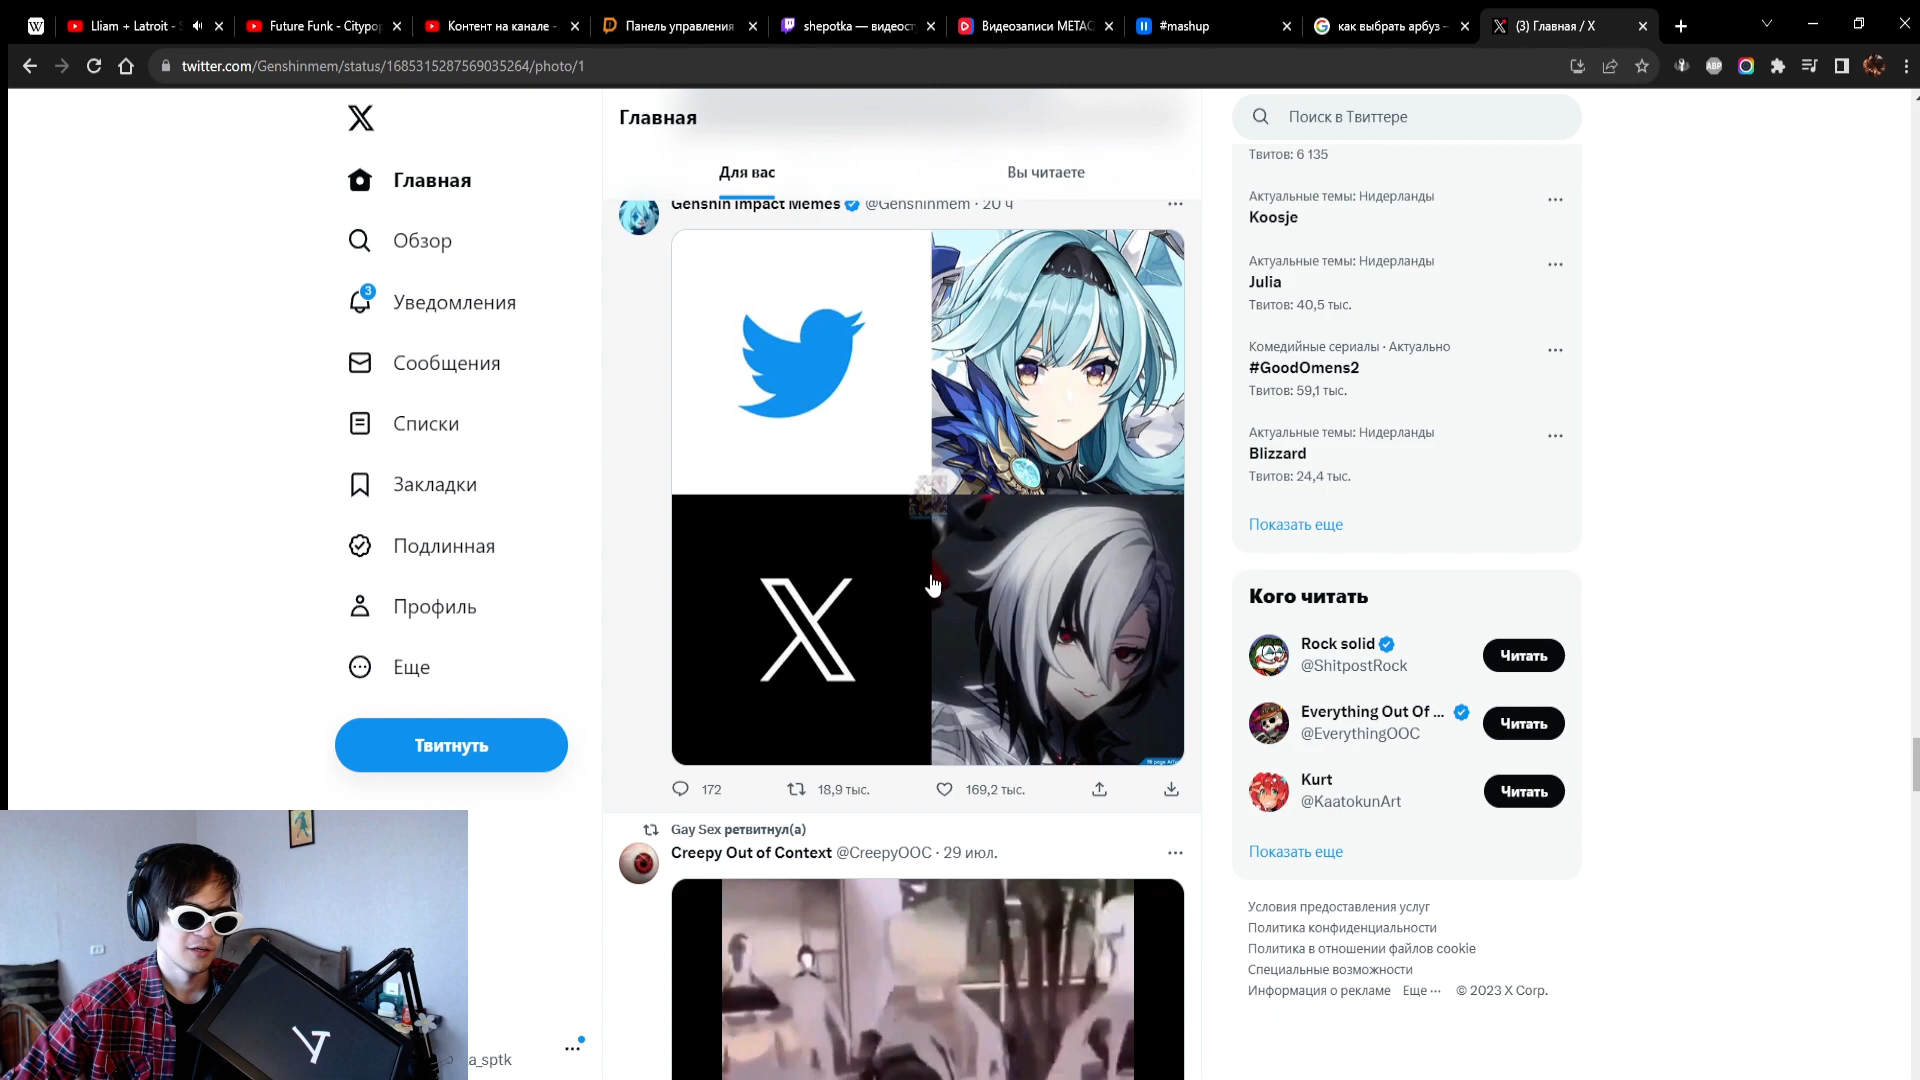 Lliam + Latroit -
Future Funk - Citypop
Контент на канале -
Панель управления
shepotka — видеост
Видеозаписи METAC
#mashup
как выбрать арбуз -
(3) Главная / X
twitter.com/Genshinmem/status/1685315287569035264/photo/1
Главная
Для вас
Вы читаете
Главная
Обзор
3
Уведомления
Сообщения
Списки
Закладки
Подлинная
Профиль
Еще
Твитнуть
a_sptk
Genshin Impact Memes @Genshinmem · 20 ч
X
172
18,9 тыс.
169,2 тыс.
Gay Sex ретвитнул(а)
Creepy Out of Context @CreepyOOC · 29 июл.
Поиск в Твиттере
Твитов: 6 135
Актуальные темы: Нидерланды
Koosje
Актуальные темы: Нидерланды
Julia
Твитов: 40,5 тыс.
Комедийные сериалы · Актуально
#GoodOmens2
Твитов: 59,1 тыс.
Актуальные темы: Нидерланды
Blizzard
Твитов: 24,4 тыс.
Показать еще
Кого читать
Rock solid
@ShitpostRock
Читать
Everything Out Of ...
@EverythingOOC
Читать
Kurt
@KaatokunArt
Читать
Показать еще
Условия предоставления услуг
Политика конфиденциальности
Политика в отношении файлов cookie
Специальные возможности
Информация о рекламе Еще ··· © 2023 X Corp.